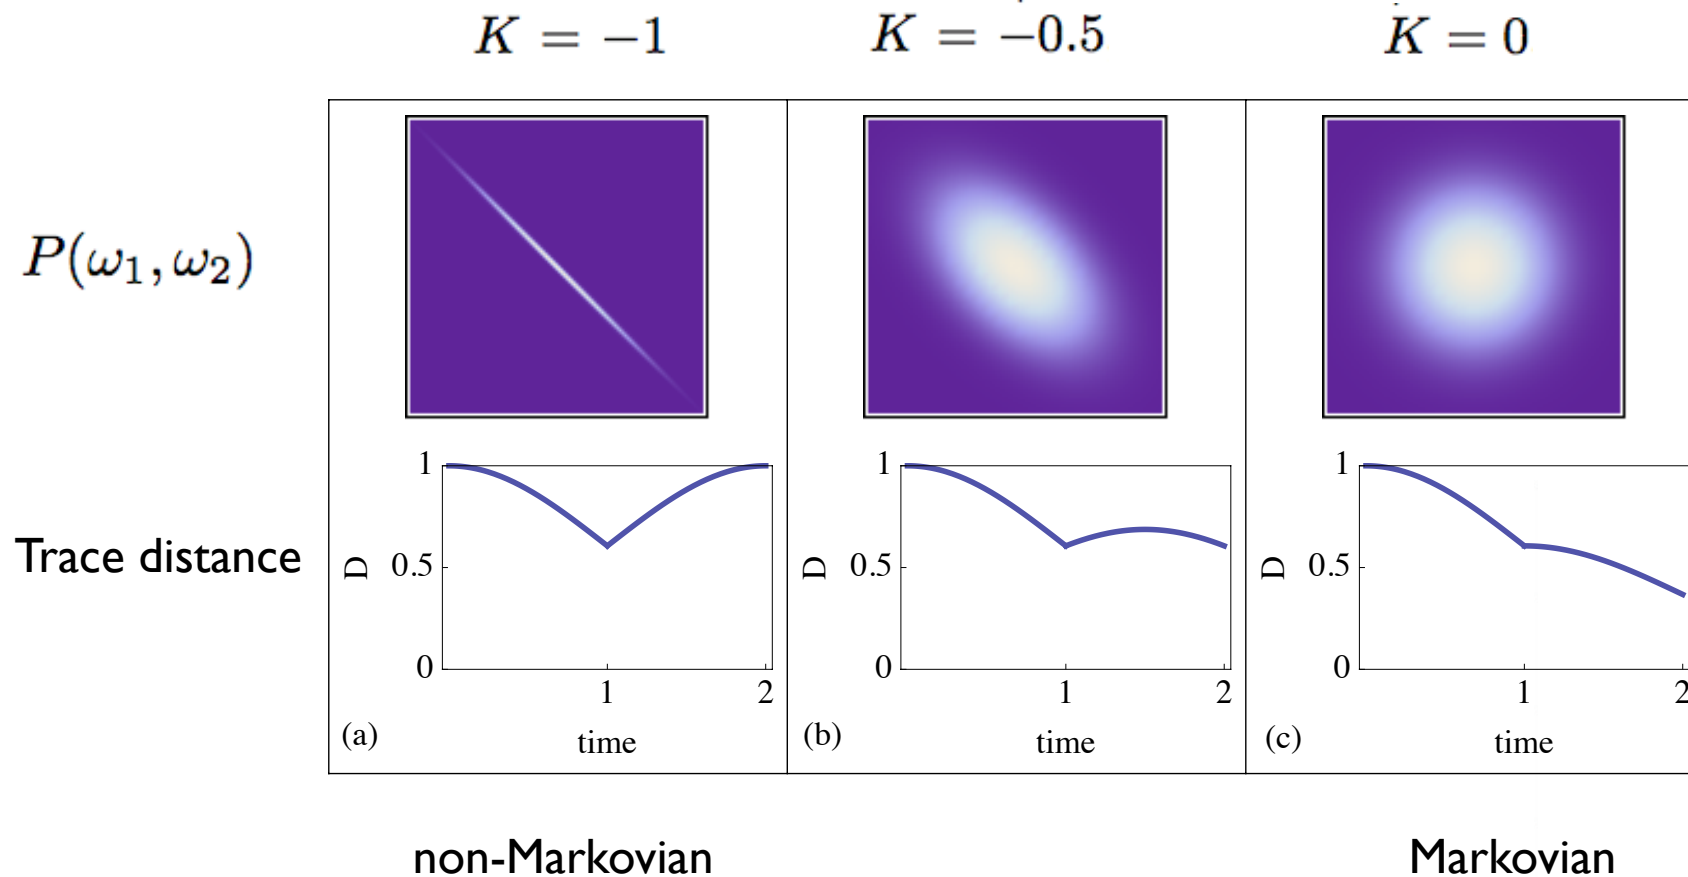 K = −1
K = −0.5
K = 0
P(ω₁, ω₂)
Trace distance
1
0.5
0
D
1
2
(a)
time
1
0.5
0
D
1
2
(b)
time
1
0.5
0
D
1
2
(c)
time
non-Markovian
Markovian